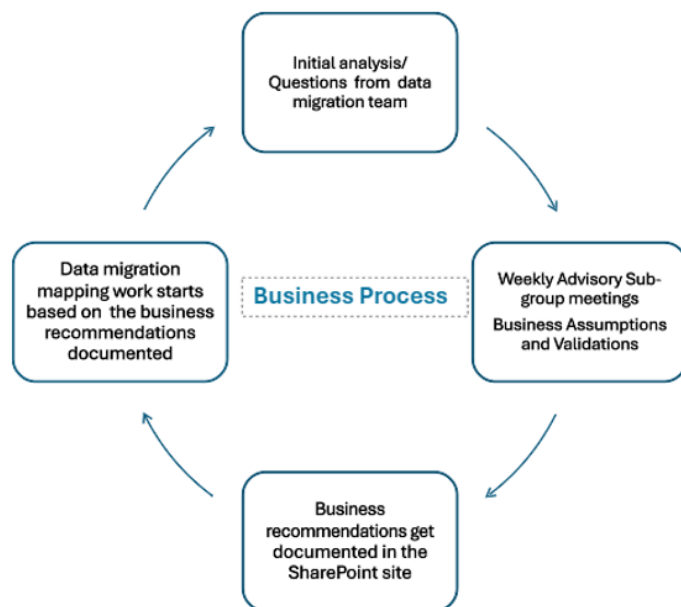 Initial analysis/
Questions from data
migration team
Data migration
mapping work starts
based on the business
recommendations
documented
Business Process
Weekly Advisory Sub-
group meetings
Business Assumptions
and Validations
Business
recommendations get
documented in the
SharePoint site